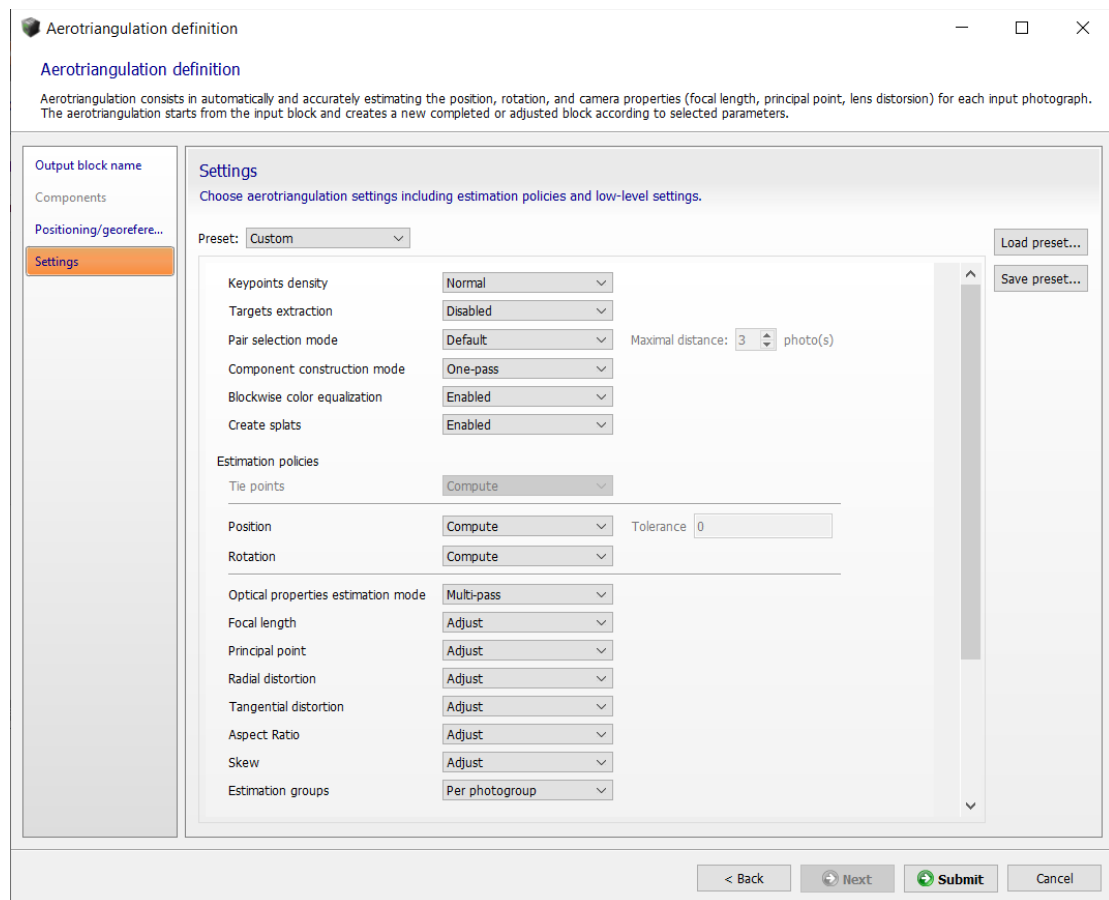 Aerotriangulation definition
Aerotriangulation definition
Aerotriangulation consists in automatically and accurately estimating the position, rotation, and camera properties (focal length, principal point, lens distorsion) for each input photograph.
The aerotriangulation starts from the input block and creates a new completed or adjusted block according to selected parameters.
Output block name
Components
Positioning/georefere...
Settings
Settings
Choose aerotriangulation settings including estimation policies and low-level settings.
Preset: Custom
Load preset...
Save preset...
Keypoints density Normal
Targets extraction Disabled
Pair selection mode Default Maximal distance: 3 photo(s)
Component construction mode One-pass
Blockwise color equalization Enabled
Create splats Enabled
Estimation policies
Tie points Compute
Position Compute Tolerance 0
Rotation Compute
Optical properties estimation mode Multi-pass
Focal length Adjust
Principal point Adjust
Radial distortion Adjust
Tangential distortion Adjust
Aspect Ratio Adjust
Skew Adjust
Estimation groups Per photogroup
< Back Next Submit Cancel